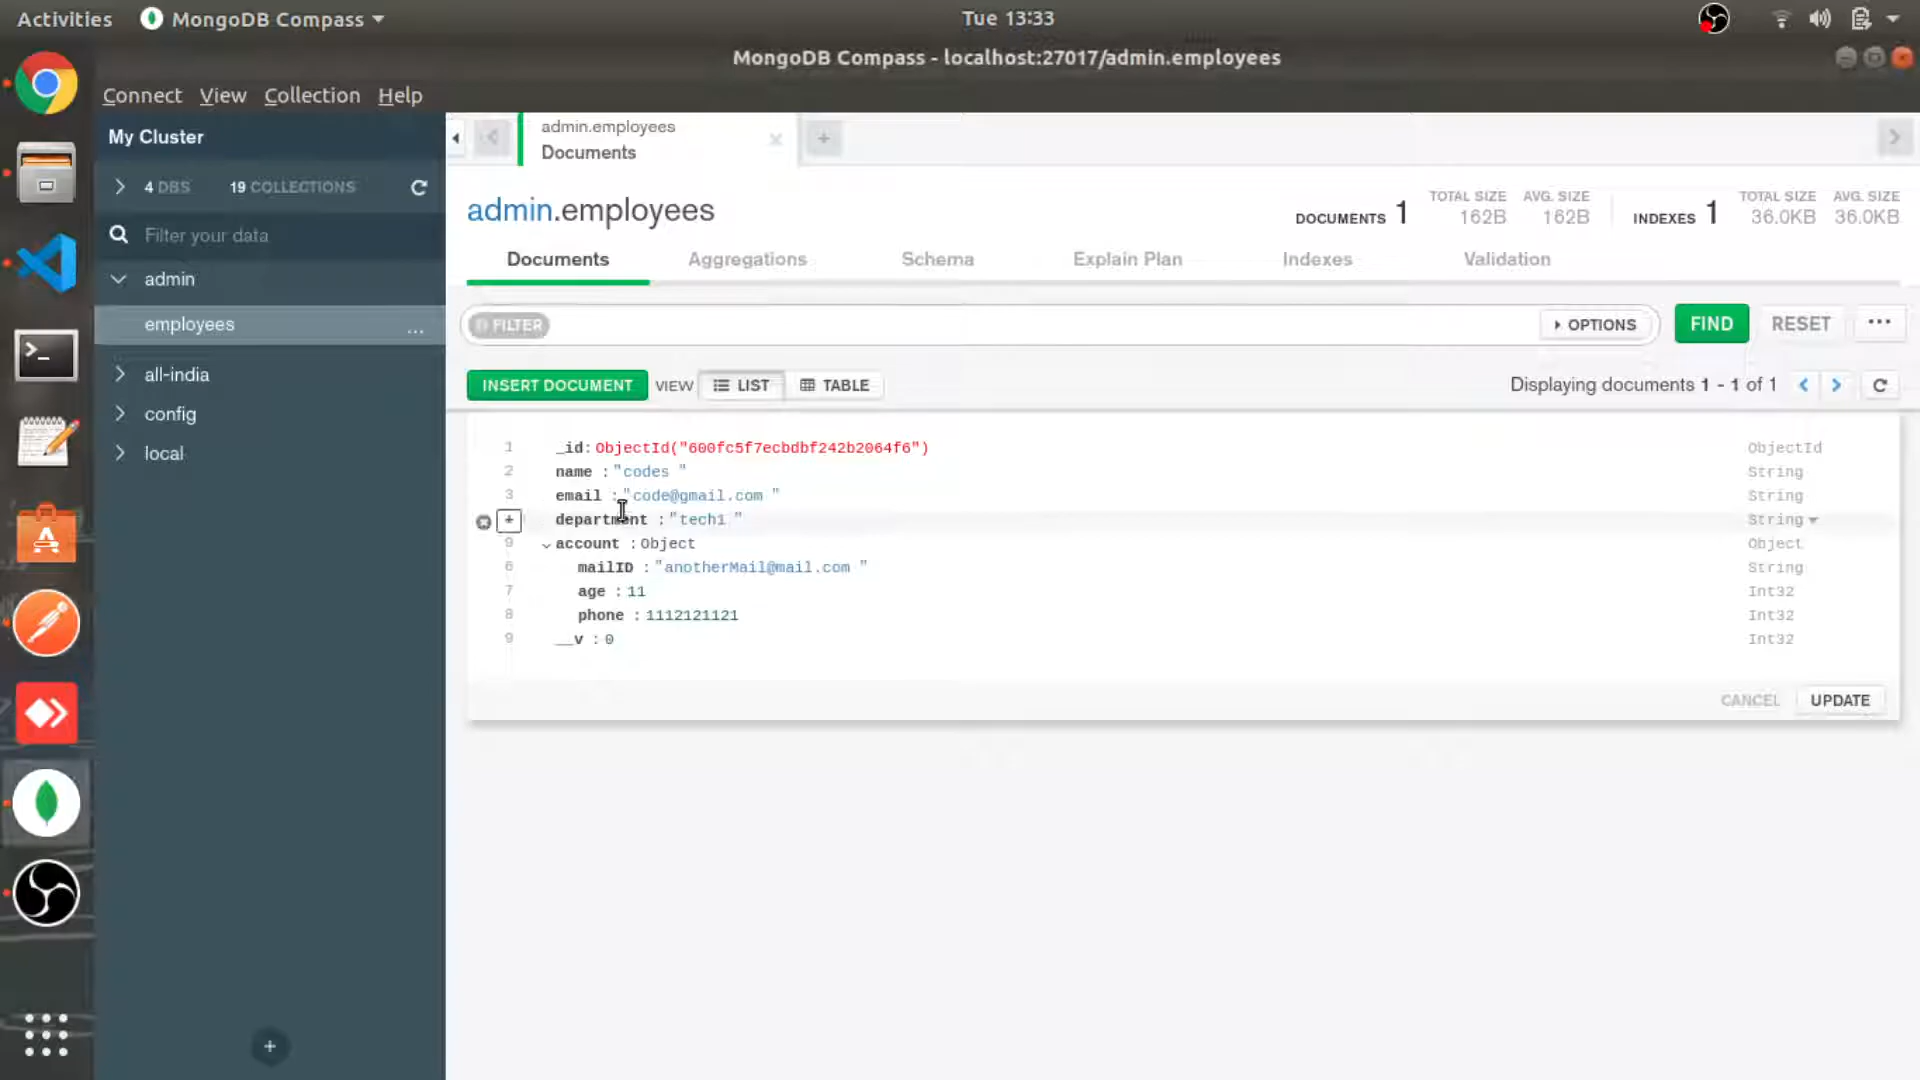 Activities MongoDB Compass Tue 13:33
MongoDB Compass - localhost:27017/admin.employees
Connect View Collection Help
My Cluster
4 DBS 19 COLLECTIONS
Filter your data
admin
employees ...
all-india
config
local
+
admin.employees
Documents
+
admin.employees
DOCUMENTS 1 TOTAL SIZE 162B AVG. SIZE 162B INDEXES 1 TOTAL SIZE 36.0KB AVG. SIZE 36.0KB
Documents Aggregations Schema Explain Plan Indexes Validation
FILTER OPTIONS FIND RESET ...
INSERT DOCUMENT VIEW LIST TABLE Displaying documents 1 - 1 of 1
1 _id: ObjectId("600fc5f7ecbdbf242b2064f6") ObjectId
2 name : "codes " String
3 email : "code@gmail.com " String
+ department : "tech1 " String
9 account : Object Object
6 mailID : "anotherMail@mail.com " String
7 age : 11 Int32
8 phone : 1112121121 Int32
9 __v : 0 Int32
CANCEL UPDATE